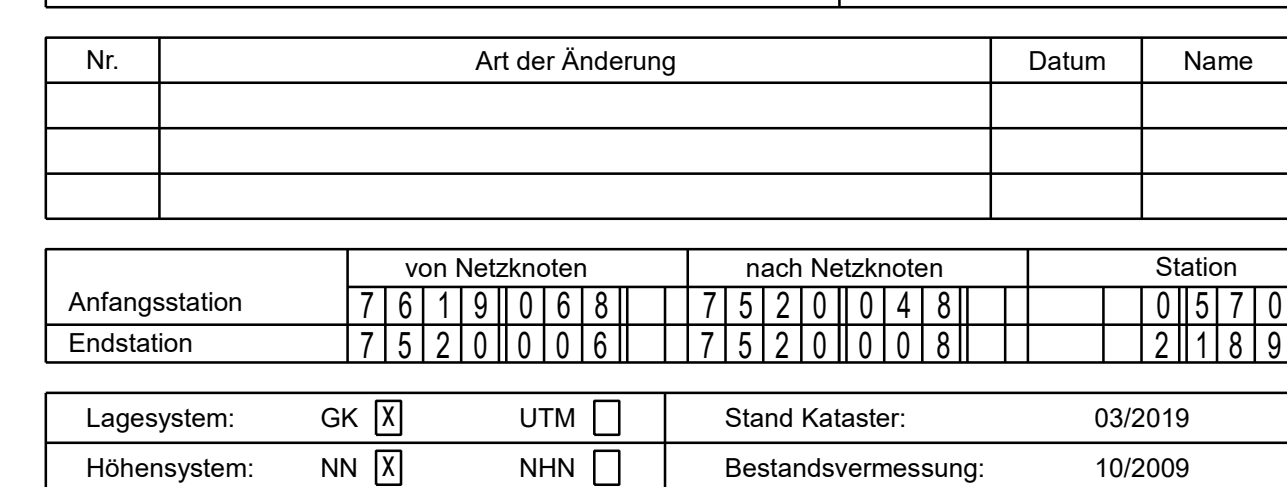 Nr. Art der Änderung Datum Name
von Netzknoten nach Netzknoten Station
Anfangsstation 7619068 7520048 0570
Endstation 7520006 7520008 2189
Lagesystem: GK X UTM Stand Kataster: 03/2019
Höhensystem: NN X NHN Bestandsvermessung: 10/2009